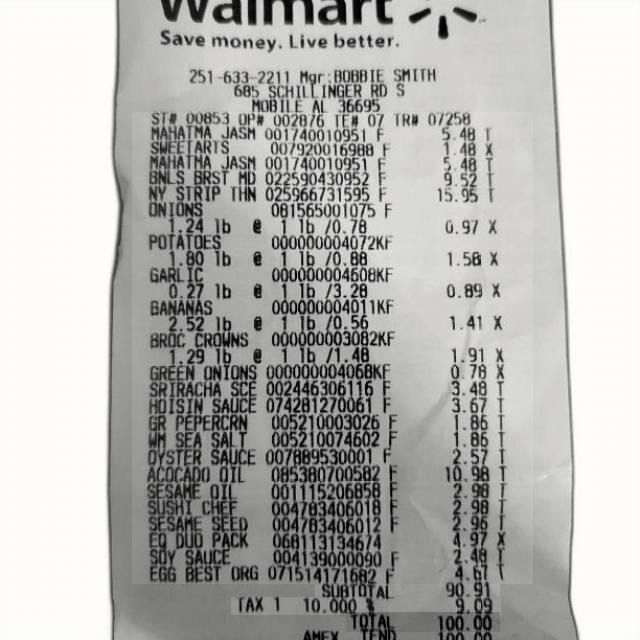 Walmart
Save money. Live better.
251-633-2211 Mgr:BOBBIE SMITH
685 SCHILLINGER RD S
MOBILE AL 36695
ST# 00853 OP# 002876 TE# 07 TR# 07258
MAHATMA JASM 001740010951 F 5.48 T
SWEETARTS 007920016988 F 1.48 X
MAHATMA JASM 001740010951 F 5.48 T
BNLS BRST MD 022590430952 F 9.52 T
NY STRIP THN 025966731595 F 15.95 T
ONIONS 081565001075 F
1.24 lb @ 1 lb /0.78 0.97 X
POTATOES 000000004072KF
1.80 lb @ 1 lb /0.88 1.58 X
GARLIC 000000004608KF
0.27 lb @ 1 lb /3.28 0.89 X
BANANAS 000000004011KF
2.52 lb @ 1 lb /0.56 1.41 X
BROC CROWNS 000000003082KF
1.29 lb @ 1 lb /1.48 1.91 X
GREEN ONIONS 000000004068KF 0.78 X
SRIRACHA SCE 002446306116 F 3.48 T
HOISIN SAUCE 074281270061 F 3.67 T
GR PEPERCRN 005210003026 F 1.86 T
WM SEA SALT 005210074602 F 1.86 T
OYSTER SAUCE 007889530001 F 2.57 T
ACOCADO OIL 085380700582 F 10.98 T
SESAME OIL 001115206858 F 2.98 T
SUSHI CHEF 004783406018 F 2.98 T
SESAME SEED 004783406012 F 2.96 T
EQ DUO PACK 068113134674 4.97 X
SOY SAUCE 004139000090 F 2.48 T
EGG BEST ORG 071514171682 F 4.67 T
SUBTOTAL 90.91
TAX 1 10.000 % 9.09
TOTAL 100.00
AMEX TEND 100.00